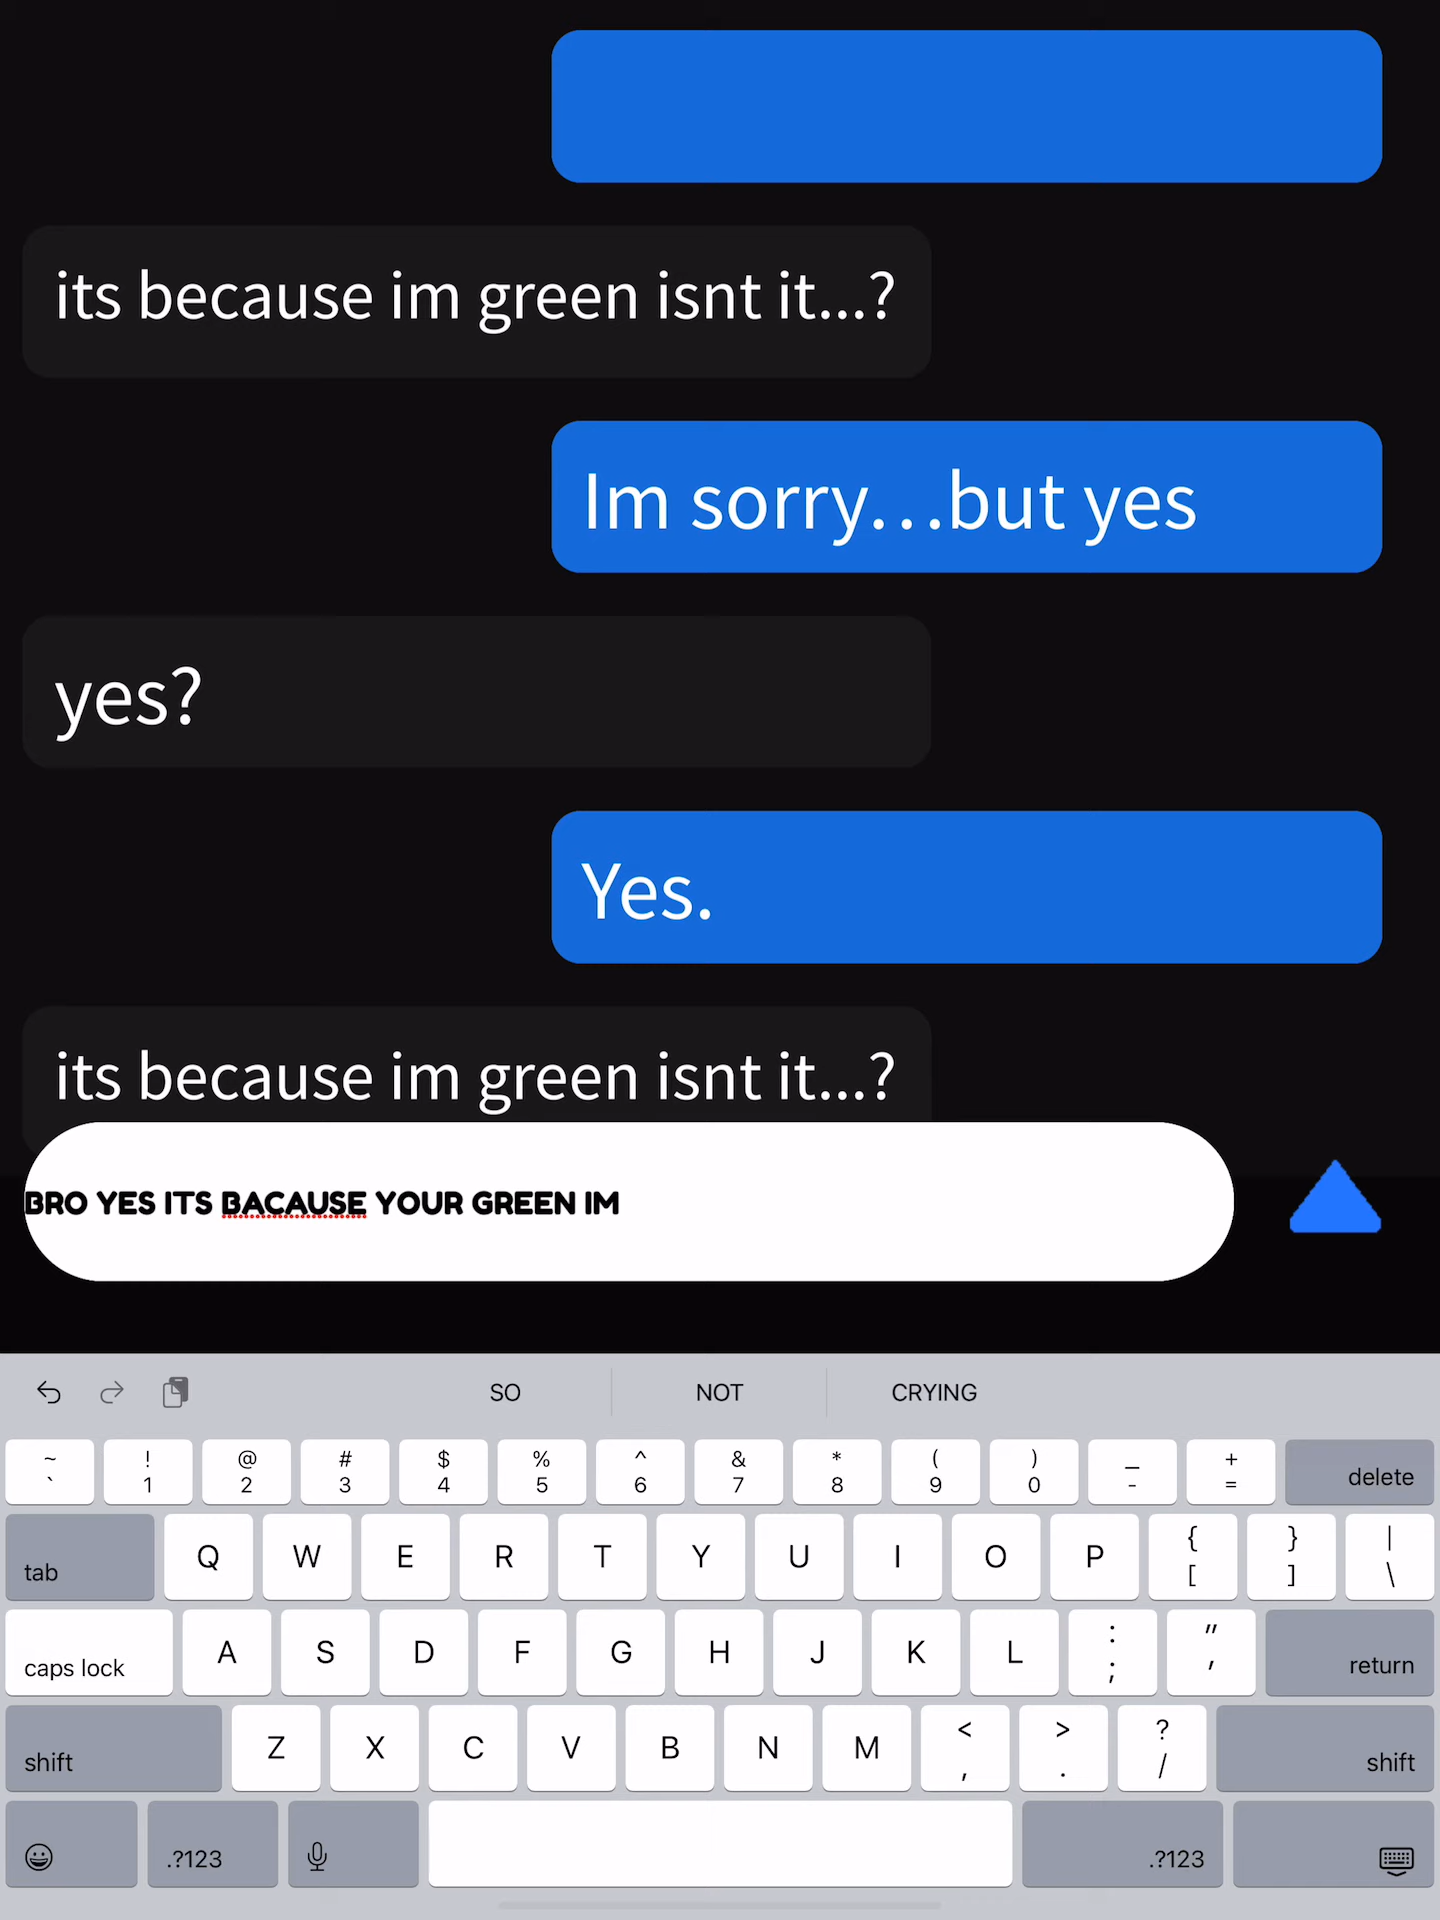 its because im green isnt it...?
Im sorry...but yes
yes?
Yes.
its because im green isnt it...?
BRO YES ITS BACAUSE YOUR GREEN IM
SO NOT CRYING
~ ! @ # $ % ^ & * ( ) _ +
` 1 2 3 4 5 6 7 8 9 0 - = delete
tab Q W E R T Y U I O P { [ } ] | \
caps lock A S D F G H J K L : ; " ' return
shift Z X C V B N M < , > . ? / shift
.?123 .?123